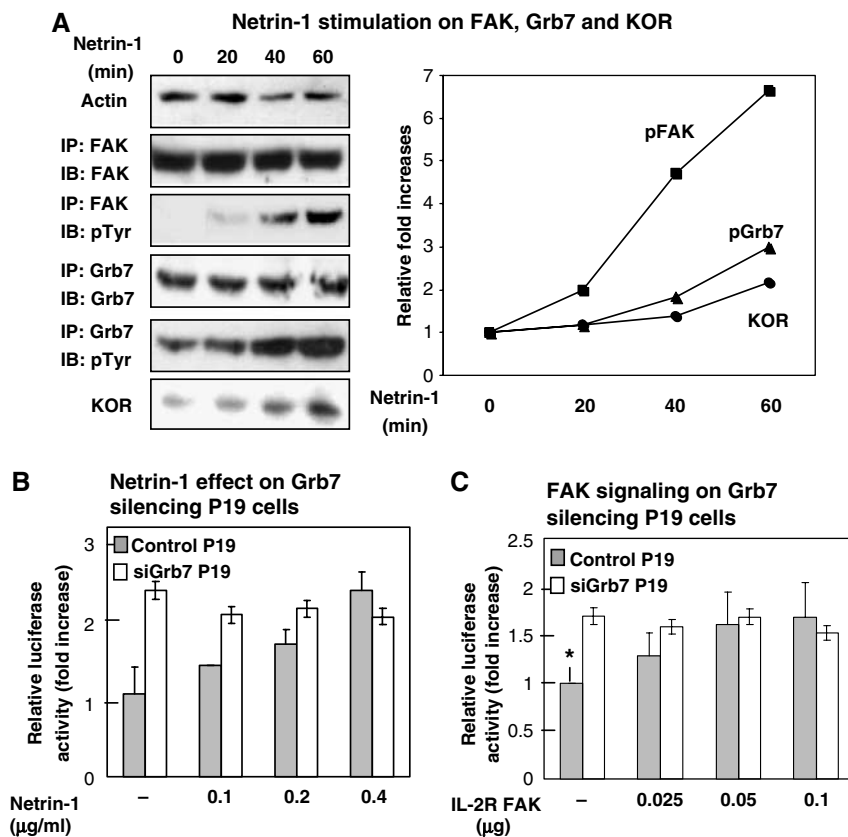 A
Netrin-1 stimulation on FAK, Grb7 and KOR
Netrin-1
(min)
0 20 40 60
Actin
IP: FAK
IB: FAK
IP: FAK
IB: pTyr
IP: Grb7
IB: Grb7
IP: Grb7
IB: pTyr
KOR
Relative fold increases
7
6
5
4
3
2
1
0
pFAK
pGrb7
KOR
Netrin-1
(min)
0 20 40 60
B
Netrin-1 effect on Grb7
silencing P19 cells
Relative luciferase
activity (fold increase)
3
2
1
0
Control P19
siGrb7 P19
Netrin-1
(μg/ml)
– 0.1 0.2 0.4
C
FAK signaling on Grb7
silencing P19 cells
Relative luciferase
activity (fold increase)
2.5
2
1.5
1
0.5
0
Control P19
siGrb7 P19
*
IL-2R FAK
(μg)
– 0.025 0.05 0.1